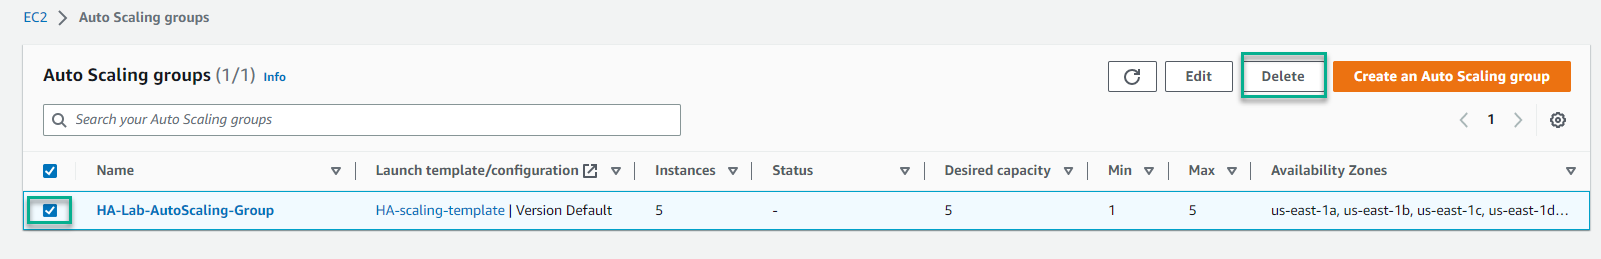 EC2 > Auto Scaling groups
Auto Scaling groups (1/1) Info
Edit Delete Create an Auto Scaling group
Search your Auto Scaling groups
1
Name Launch template/configuration Instances Status Desired capacity Min Max Availability Zones
HA-Lab-AutoScaling-Group HA-scaling-template | Version Default 5 - 5 1 5 us-east-1a, us-east-1b, us-east-1c, us-east-1d...